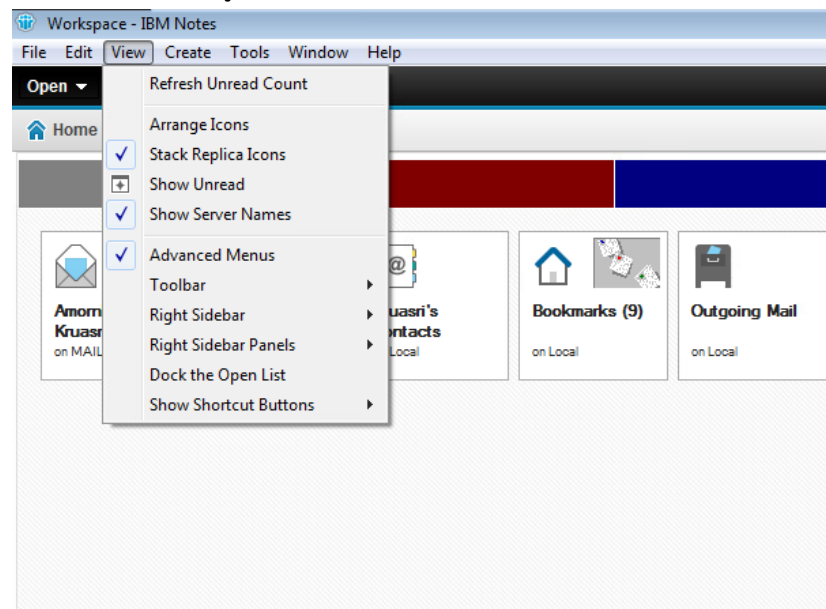 Workspace - IBM Notes
File Edit View Create Tools Window Help
Open
Home
Refresh Unread Count
Arrange Icons
Stack Replica Icons
Show Unread
Show Server Names
Advanced Menus
Toolbar
Right Sidebar
Right Sidebar Panels
Dock the Open List
Show Shortcut Buttons
Amorn
Kruasr
on MAIL
@
uasri's
ntacts
Local
Bookmarks (9)
on Local
Outgoing Mail
on Local